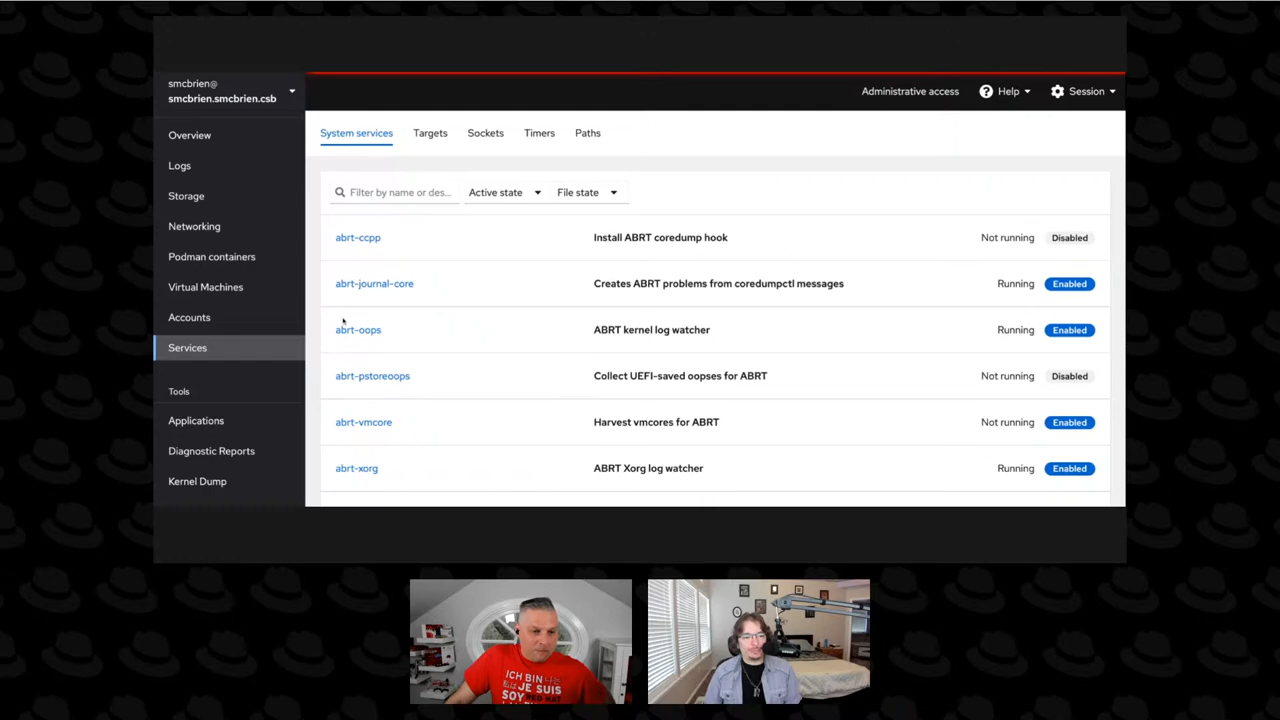 smcbrien@
smcbrien.smcbrien.csb
Administrative access
Help
Session
Overview
Logs
Storage
Networking
Podman containers
Virtual Machines
Accounts
Services
Tools
Applications
Diagnostic Reports
Kernel Dump
System services
Targets
Sockets
Timers
Paths
Filter by name or des...
Active state
File state
abrt-ccpp
Install ABRT coredump hook
Not running
Disabled
abrt-journal-core
Creates ABRT problems from coredumpctl messages
Running
Enabled
abrt-oops
ABRT kernel log watcher
Running
Enabled
abrt-pstoreoops
Collect UEFI-saved oopses for ABRT
Not running
Disabled
abrt-vmcore
Harvest vmcores for ABRT
Not running
Enabled
abrt-xorg
ABRT Xorg log watcher
Running
Enabled
ICH BIN
JE SUIS
SOY RED HAT